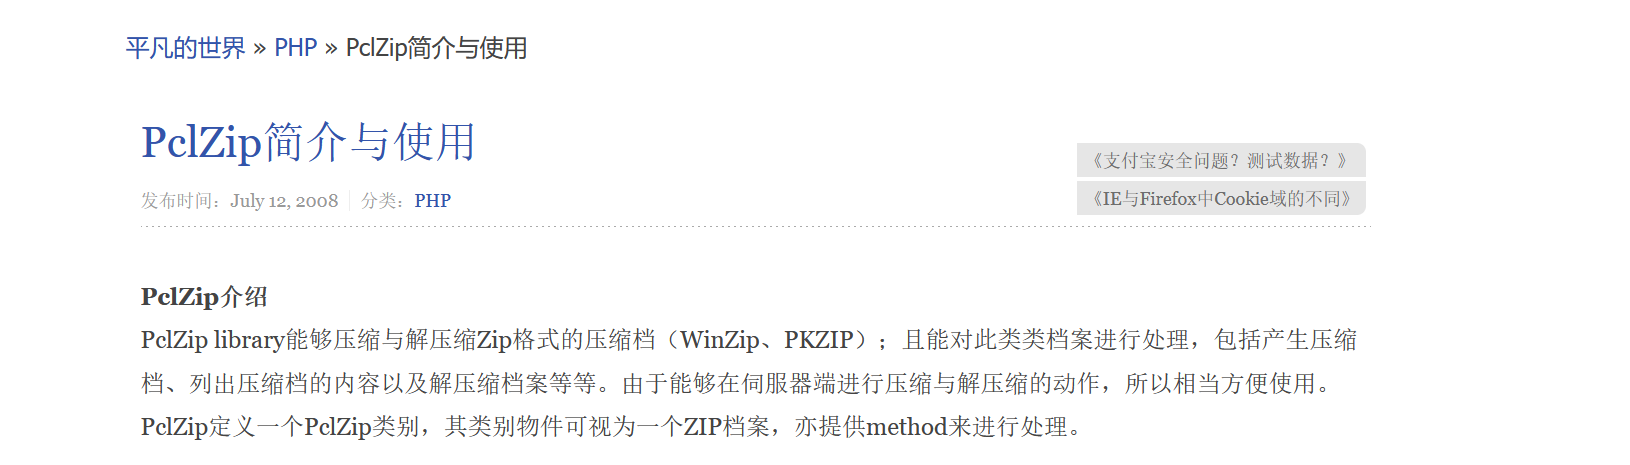 平凡的世界 » PHP » PclZip简介与使用
PclZip简介与使用
《支付宝安全问题？测试数据？》
发布时间：July 12, 2008 分类：PHP
《IE与Firefox中Cookie域的不同》
PclZip介绍
PclZip library能够压缩与解压缩Zip格式的压缩档（WinZip、PKZIP）；且能对此类类档案进行处理，包括产生压缩
档、列出压缩档的内容以及解压缩档案等等。由于能够在伺服器端进行压缩与解压缩的动作，所以相当方便使用。
PclZip定义一个PclZip类别，其类别物件可视为一个ZIP档案，亦提供method来进行处理。